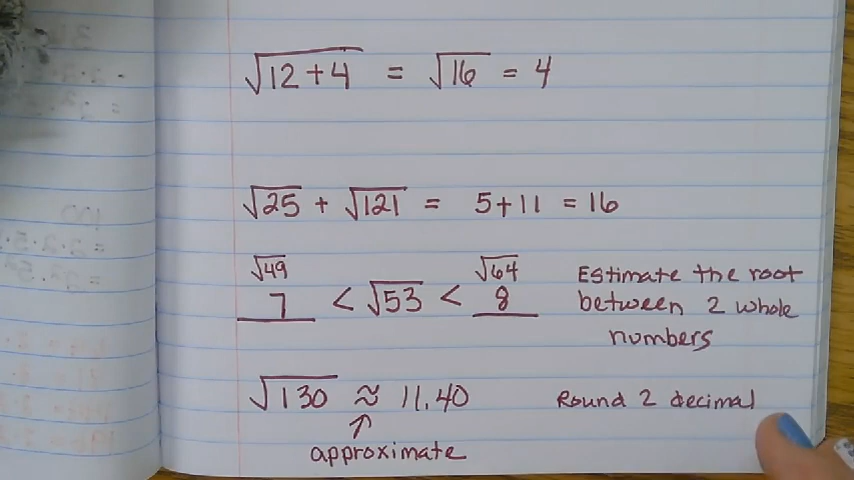 √12+4 = √16 = 4
√25 + √121 = 5+11 = 16
√49 √64
7 < √53 < 8
Estimate the root
between 2 whole
numbers
√130 ≈ 11.40
Round 2 decimal
↑
approximate
100